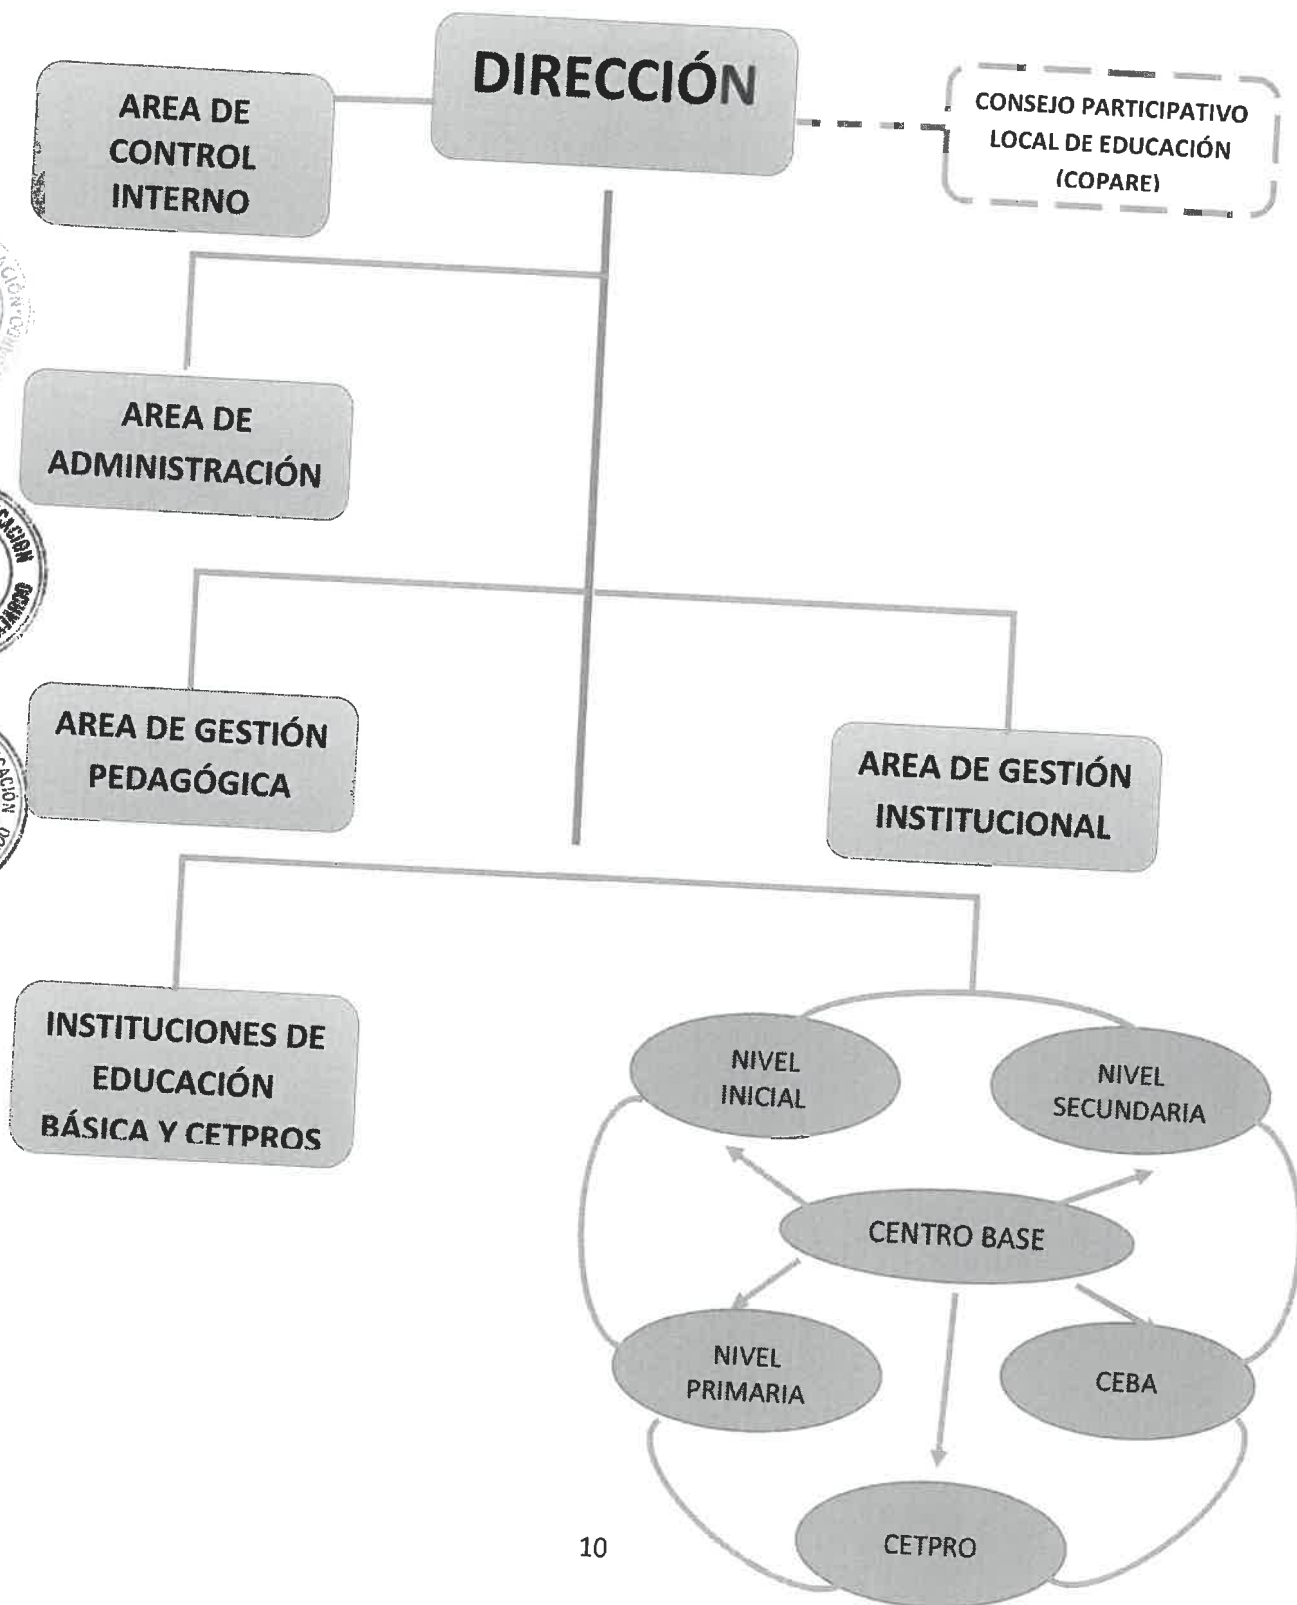 DIRECCIÓN
AREA DE
CONTROL
INTERNO
CONSEJO PARTICIPATIVO
LOCAL DE EDUCACIÓN
(COPARE)
AREA DE
ADMINISTRACIÓN
AREA DE GESTIÓN
PEDAGÓGICA
AREA DE GESTIÓN
INSTITUCIONAL
INSTITUCIONES DE
EDUCACIÓN
BÁSICA Y CETPROS
NIVEL
INICIAL
NIVEL
SECUNDARIA
CENTRO BASE
NIVEL
PRIMARIA
CEBA
CETPRO
10